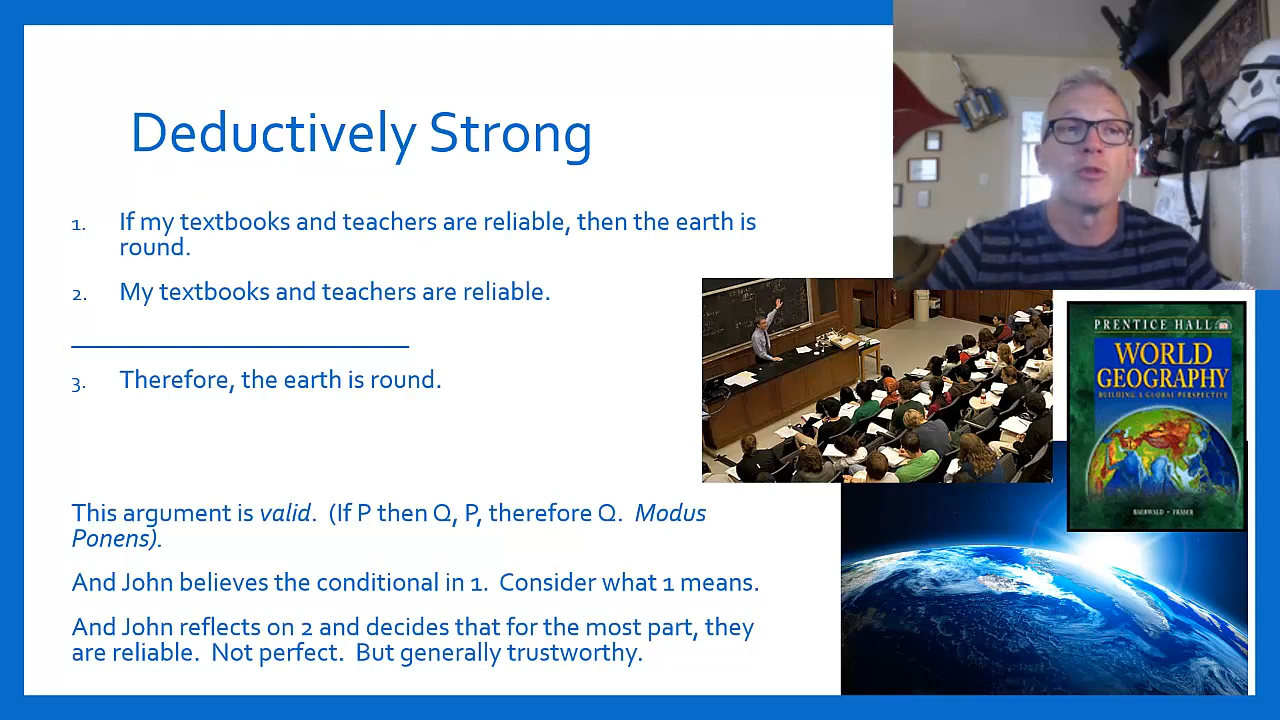 Deductively Strong
1. If my textbooks and teachers are reliable, then the earth is
round.
2. My textbooks and teachers are reliable.
3. Therefore, the earth is round.
This argument is valid. (If P then Q, P, therefore Q. Modus
Ponens).
And John believes the conditional in 1. Consider what 1 means.
And John reflects on 2 and decides that for the most part, they
are reliable. Not perfect. But generally trustworthy.
PRENTICE HALL
WORLD
GEOGRAPHY
BUILDING A GLOBAL PERSPECTIVE
BAERWALD • FRASER